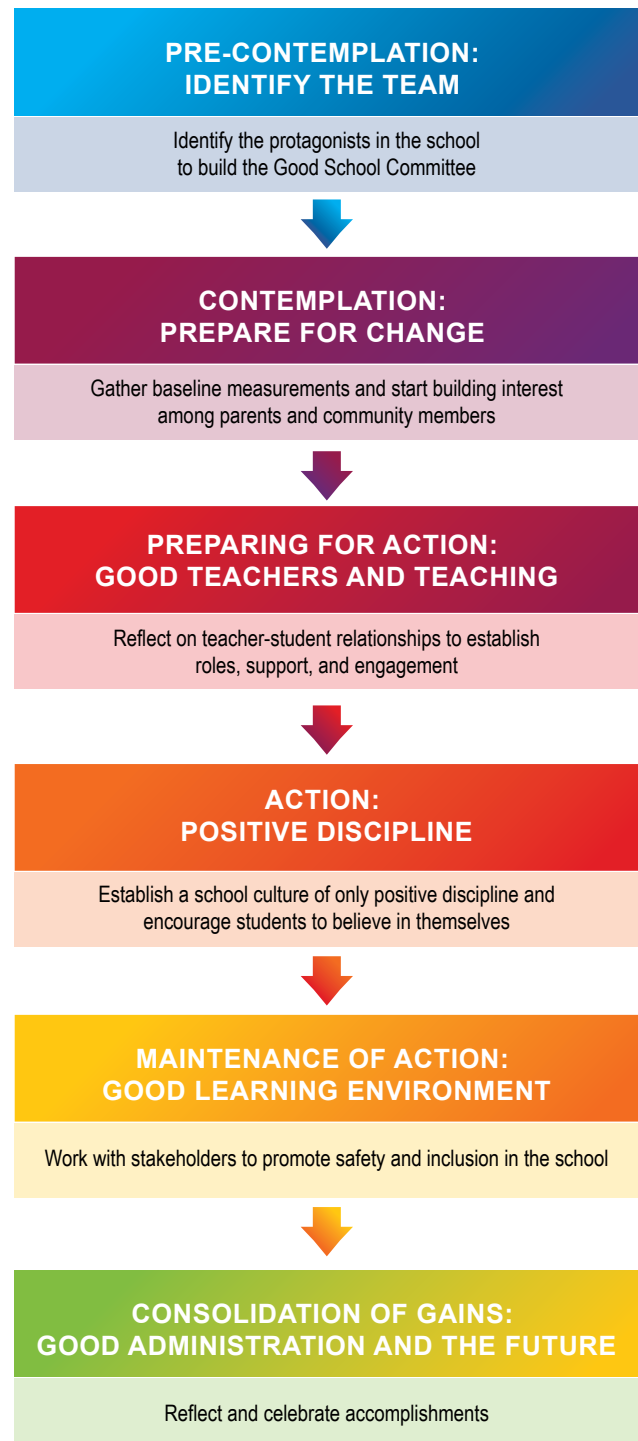 PRE-CONTEMPLATION:
IDENTIFY THE TEAM
Identify the protagonists in the school
to build the Good School Committee
CONTEMPLATION:
PREPARE FOR CHANGE
Gather baseline measurements and start building interest
among parents and community members
PREPARING FOR ACTION:
GOOD TEACHERS AND TEACHING
Reflect on teacher-student relationships to establish
roles, support, and engagement
ACTION:
POSITIVE DISCIPLINE
Establish a school culture of only positive discipline and
encourage students to believe in themselves
MAINTENANCE OF ACTION:
GOOD LEARNING ENVIRONMENT
Work with stakeholders to promote safety and inclusion in the school
CONSOLIDATION OF GAINS:
GOOD ADMINISTRATION AND THE FUTURE
Reflect and celebrate accomplishments